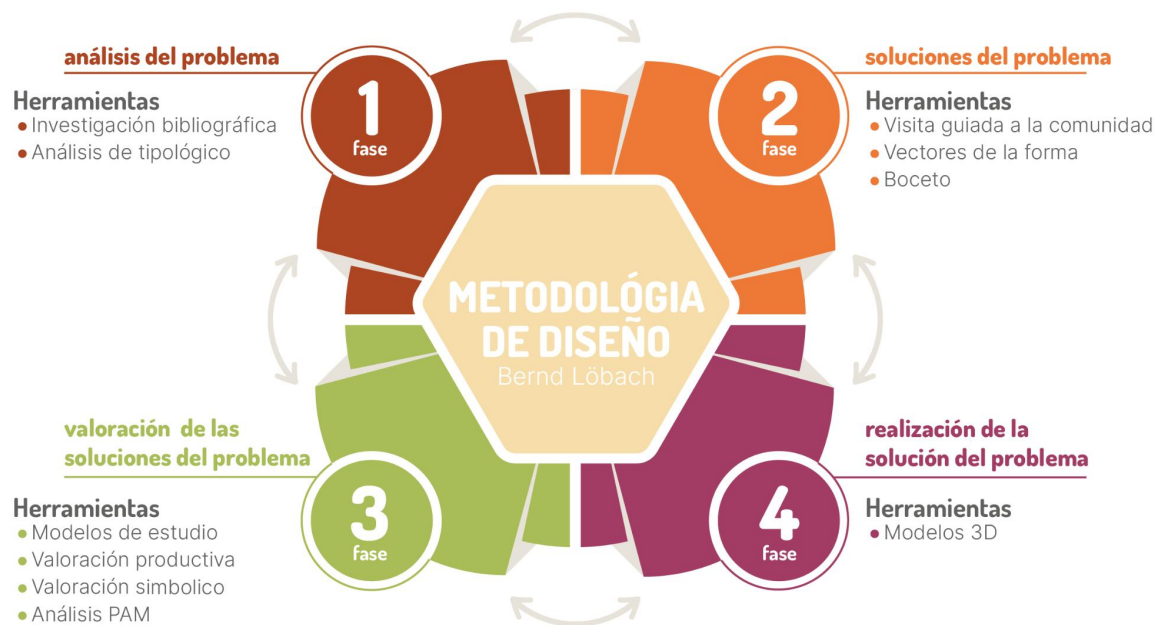 análisis del problema
1
fase
Herramientas
Investigación bibliográfica
Análisis de tipológico
soluciones del problema
2
fase
Herramientas
Visita guiada a la comunidad
Vectores de la forma
Boceto
METODOLÓGIA
DE DISEÑO
Bernd Löbach
valoración de las
soluciones del problema
3
fase
Herramientas
Modelos de estudio
Valoración productiva
Valoración simbolico
Análisis PAM
realización de la
solución del problema
4
fase
Herramientas
Modelos 3D